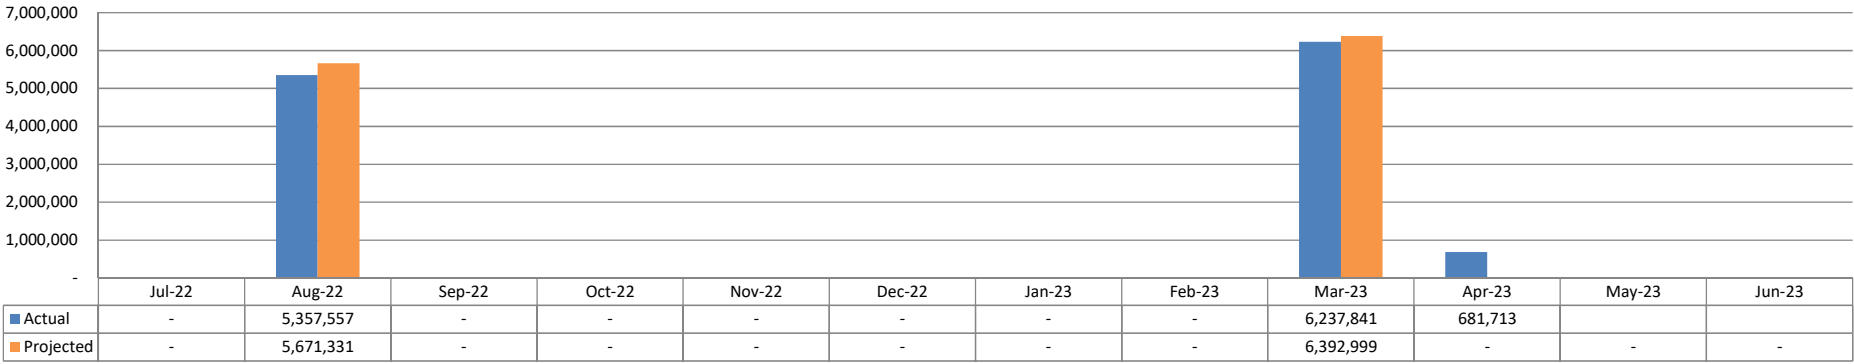 7,000,000
6,000,000
5,000,000
4,000,000
3,000,000
2,000,000
1,000,000
-
Jul-22 Aug-22 Sep-22 Oct-22 Nov-22 Dec-22 Jan-23 Feb-23 Mar-23 Apr-23 May-23 Jun-23
Actual - 5,357,557 - - - - - - 6,237,841 681,713
Projected - 5,671,331 - - - - - - 6,392,999 - - -